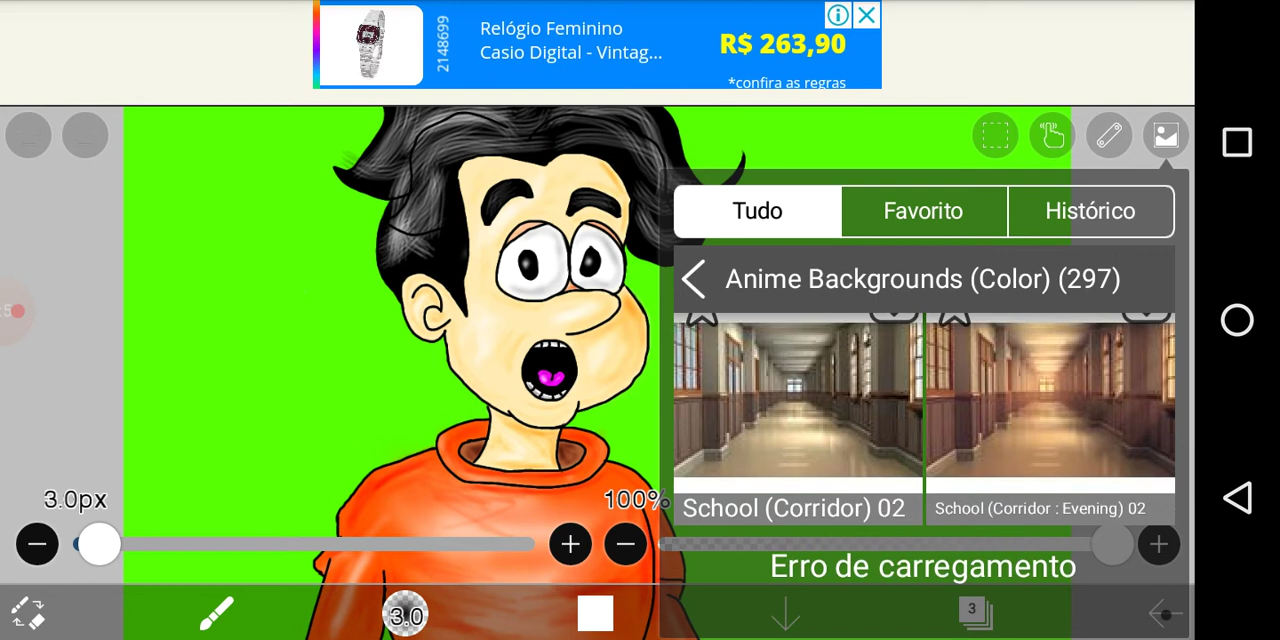 2148699
Relógio Feminino
Casio Digital - Vintag...
R$ 263,90
*confira as regras
Tudo
Favorito
Histórico
Anime Backgrounds (Color) (297)
School (Corridor) 02
School (Corridor : Evening) 02
3.0px
100%
Erro de carregamento
3.0
3